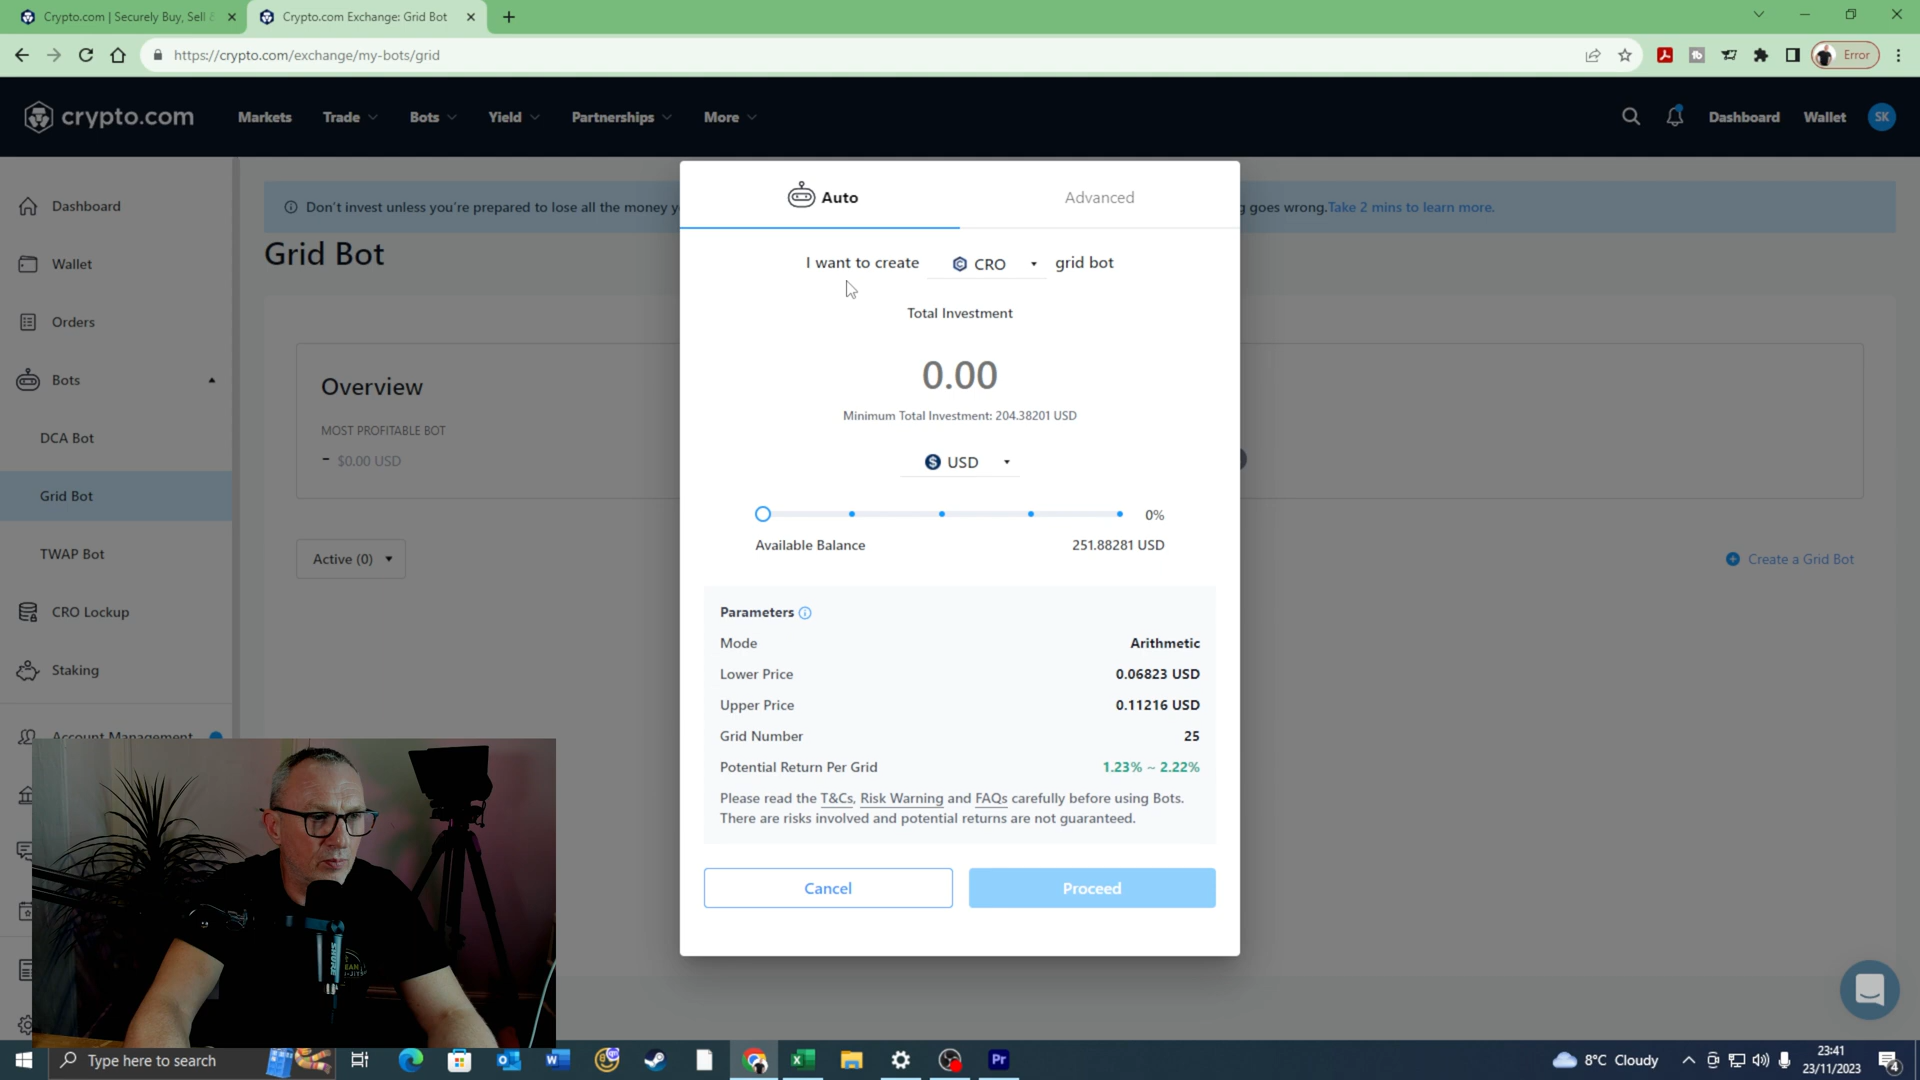 Crypto.com | Securely Buy, Sell &
Crypto.com Exchange: Grid Bot
https://crypto.com/exchange/my-bots/grid
Error
crypto.com
Markets
Trade
Bots
Yield
Partnerships
More
Dashboard
Wallet
SK
Dashboard
Wallet
Orders
Bots
DCA Bot
Grid Bot
TWAP Bot
CRO Lockup
Staking
Account Management
Don't invest unless you're prepared to lose all the money y
g goes wrong.Take 2 mins to learn more.
Grid Bot
Overview
MOST PROFITABLE BOT
- $0.00 USD
Active (0)
Create a Grid Bot
Auto
Advanced
I want to create CRO grid bot
Total Investment
0.00
Minimum Total Investment: 204.38201 USD
USD
0%
Available Balance 251.88281 USD
Parameters
Mode Arithmetic
Lower Price 0.06823 USD
Upper Price 0.11216 USD
Grid Number 25
Potential Return Per Grid 1.23% ~ 2.22%
Please read the T&Cs, Risk Warning and FAQs carefully before using Bots.
There are risks involved and potential returns are not guaranteed.
Cancel
Proceed
SHURE
Type here to search
Pr
8°C Cloudy
23:41
23/11/2023
4